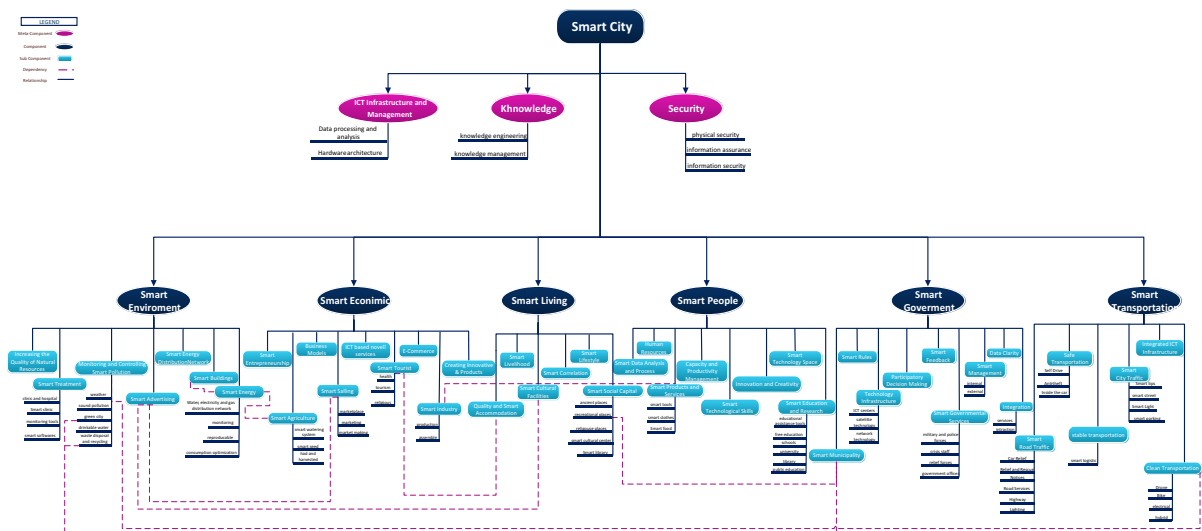 LEGEND
Meta-Component
Component
Sub Component
Dependency
Relationship
Smart City
ICT Infrastructure and
Management
Data processing and
analysis
Hardware architecture
Khnowledge
knowledge engineering
knowledge management
Security
physical security
information assurance
information security
Smart
Enviroment
Smart Econimic
Smart Living
Smart People
Smart
Goverment
Smart
Transportation
Increasing the
Quality of Natural
Resources
Smart Treatment
clinic and hospital
Smart clinic
monitoring tools
smart softwares
Monitoring and Controlling
Smart Pollution
weather
sound pollution
green city
drinkable water
waste disposal
and recycling
Smart Advertising
Smart Energy
Distribution Network
Smart Buildings
Water, electricity and gas
distribution network
Smart Energy
monitoring
reproducible
consumption optimization
Smart
Entrepreneurship
Smart Agriculture
smart watering
system
smart seed
tool and
harvested
Business
Models
Smart Salling
marketplace
marketing
market making
ICT based novell
services
Smart Tourist
health
tourism
religious
E-Commerce
Smart Industry
production
Creating Innovative
& Products
Quality and Smart
Accommodation
Smart
Livelihood
Smart Cultural
Facilities
Smart Correlation
Smart
Lifestyle
Smart Social Capital
ancient places
recreational places
religouse places
smart cultural center
Smart library
Human
Resources
Smart Data Analysis
and Process
Smart Products and
Services
smart tools
smart clothes
Smart food
Capacity and
Productivity
Management
Smart
Technological Skills
Innovation and Creativity
Smart
Technology Space
Smart Education
and Research
educational
assistance tools
free education
schools
university
library
public education
Smart Municipality
Smart Rules
Technology
Infrastructure
ICT centers
satellite
technology
network
technology
Participatory
Decision Making
Smart
Feedback
Smart Governmental
Services
military and police
forces
crisis staff
relief forces
government office
Data Clarity
Smart
Management
internal
external
Integration
services
Smart
Road Traffic
Car Relief
Relief and Rescue
Notices
Road Services
Highway
Lighting
Safe
Transportation
Self Drive
Antitheft
Inside the car
stable transportation
smart logistic
Smart
City Traffic
Smart tips
smart street
Smart Light
smart parking
Integrated ICT
Infrastructure
Clean Transportation
Drone
Bike
electrical
hybrid